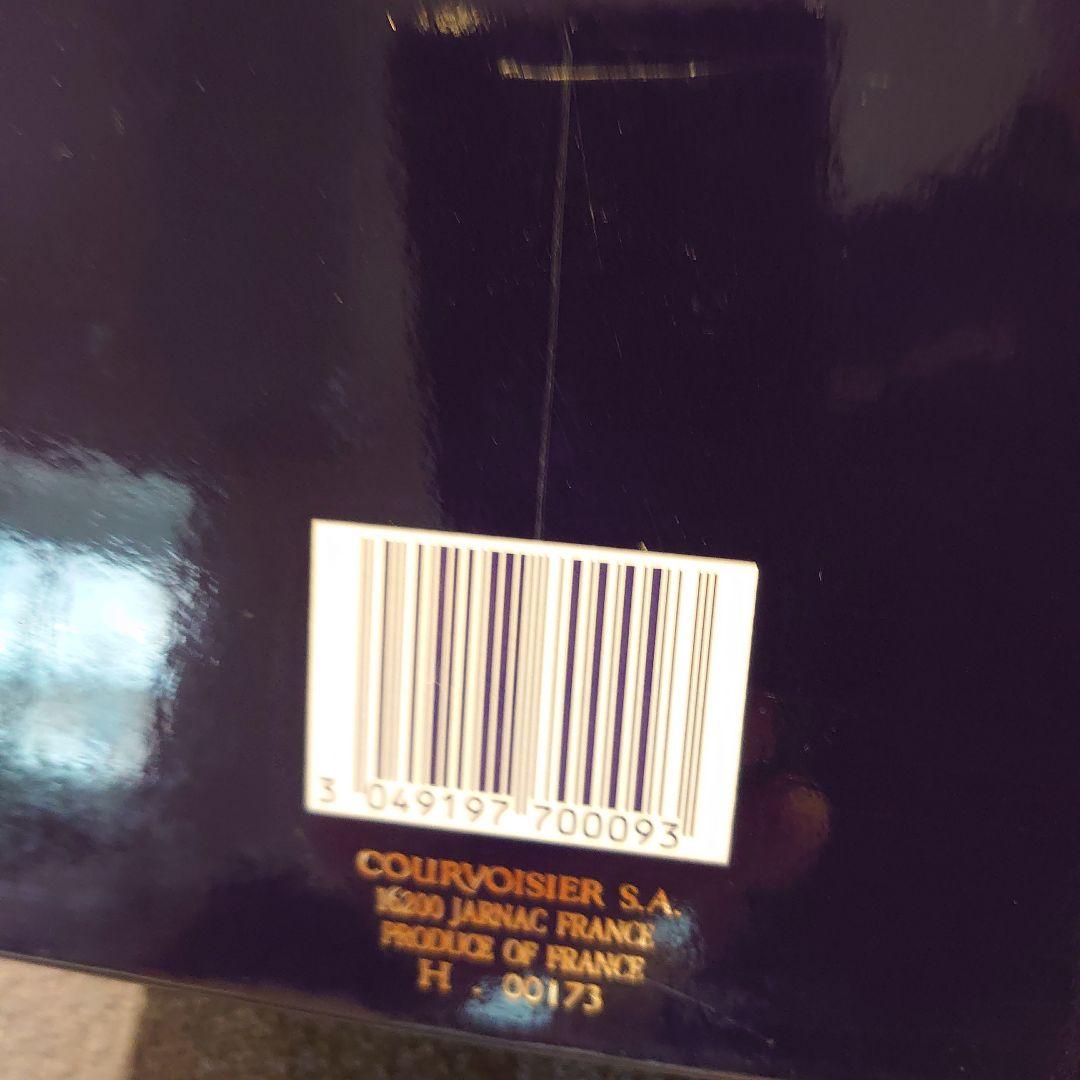 3 049197 700093
COURVOISIER S.A.
16200 JARNAC FRANCE
PRODUCE OF FRANCE
H - 00173